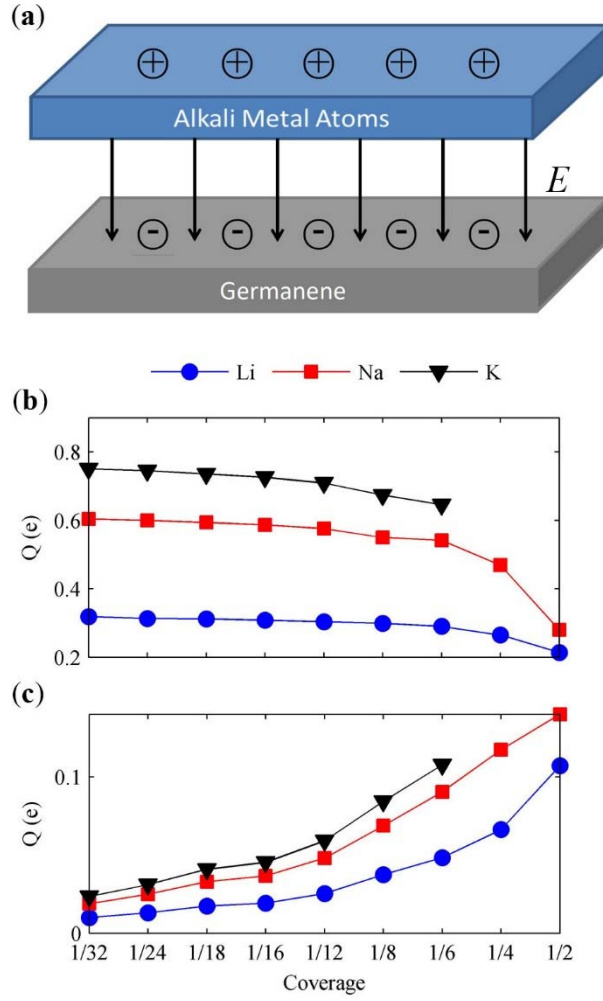 (a)
+ + + + +
Alkali Metal Atoms
E
- - - - -
Germanene
Li Na K
(b)
0.8
0.6
0.4
0.2
Q (e)
(c)
0.1
0
Q (e)
1/32 1/24 1/18 1/16 1/12 1/8 1/6 1/4 1/2
Coverage